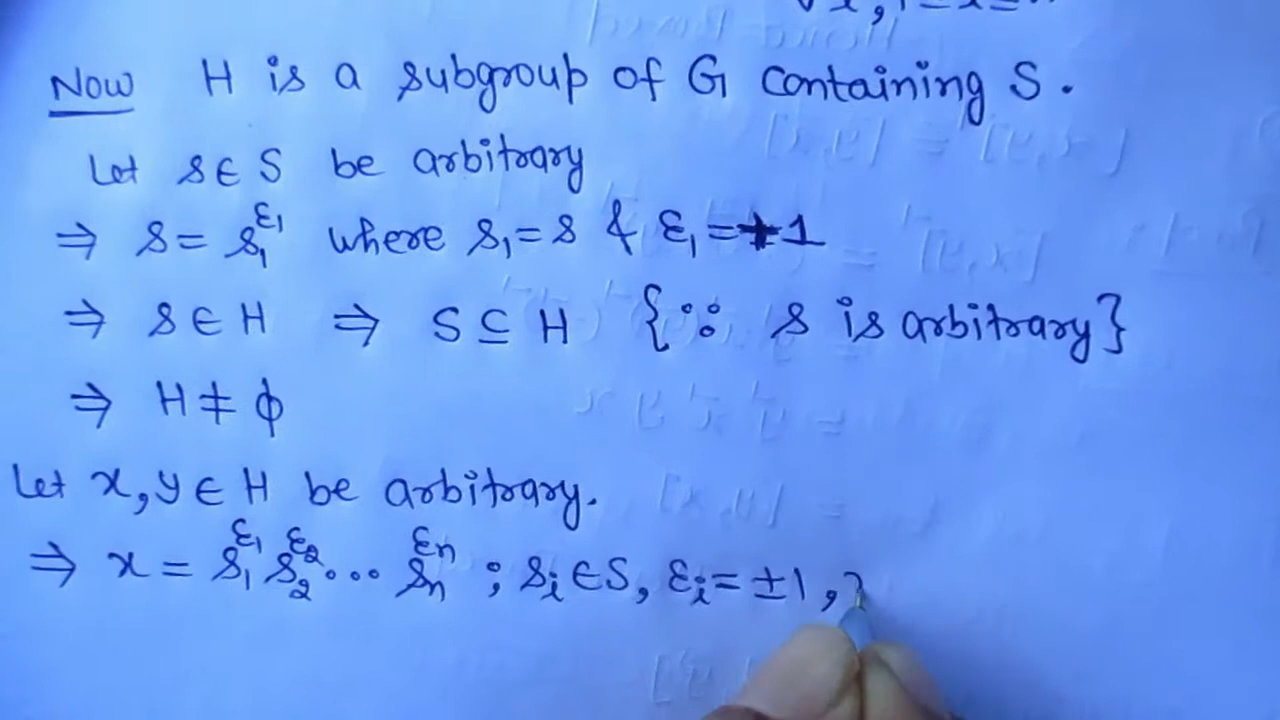 Now H is a subgroup of G containing S.
Let s ∈ S be arbitrary
⇒ s = s₁^ε₁ where s₁ = s & ε₁ = +1
⇒ s ∈ H ⇒ S ⊆ H {∵ s is arbitrary}
⇒ H ≠ φ
Let x, y ∈ H be arbitrary.
⇒ x = s₁^ε₁ s₂^ε₂ ... sₙ^εₙ ; sᵢ ∈ S, εᵢ = ±1,